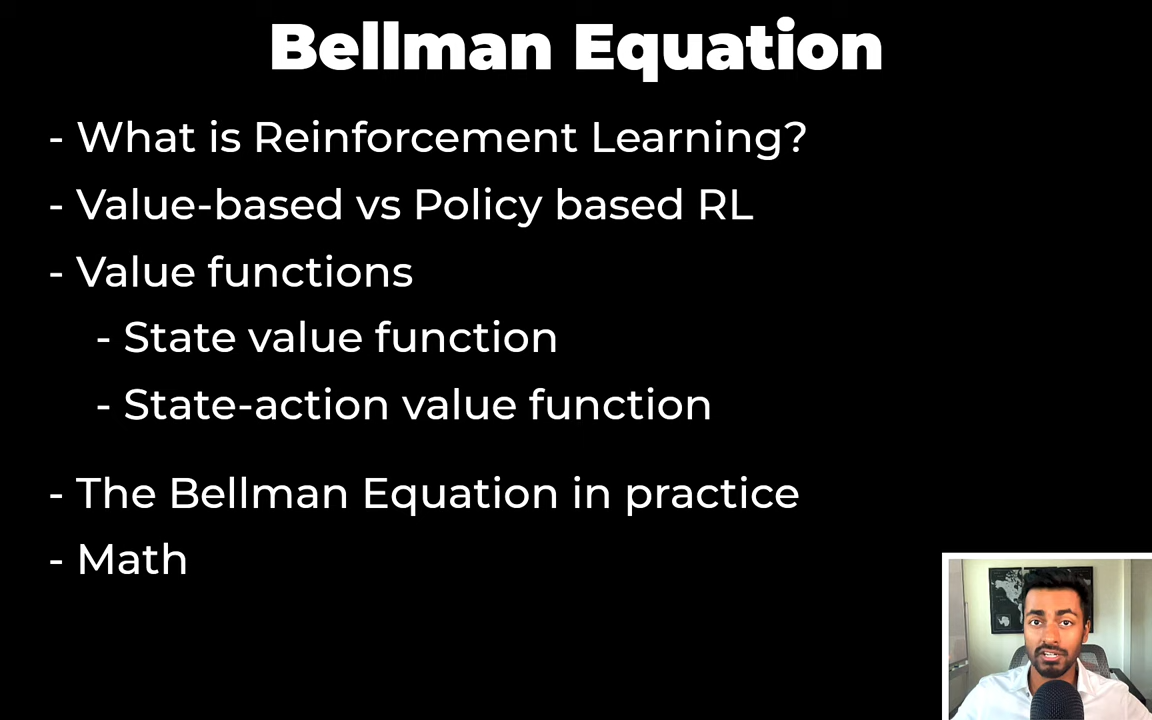 Bellman Equation
- What is Reinforcement Learning?
- Value-based vs Policy based RL
- Value functions
- State value function
- State-action value function
- The Bellman Equation in practice
- Math